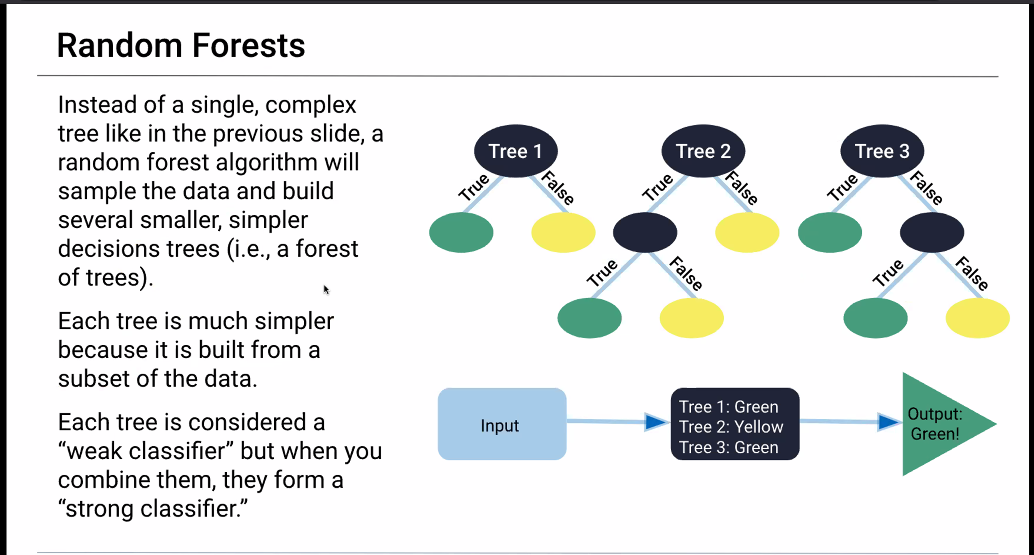 Random Forests
Instead of a single, complex
tree like in the previous slide, a
random forest algorithm will
sample the data and build
several smaller, simpler
decisions trees (i.e., a forest
of trees).
Each tree is much simpler
because it is built from a
subset of the data.
Each tree is considered a
“weak classifier” but when you
combine them, they form a
“strong classifier.”
Tree 1
Tree 2
Tree 3
True
False
True
False
True
False
True
False
True
False
Input
Tree 1: Green
Tree 2: Yellow
Tree 3: Green
Output:
Green!